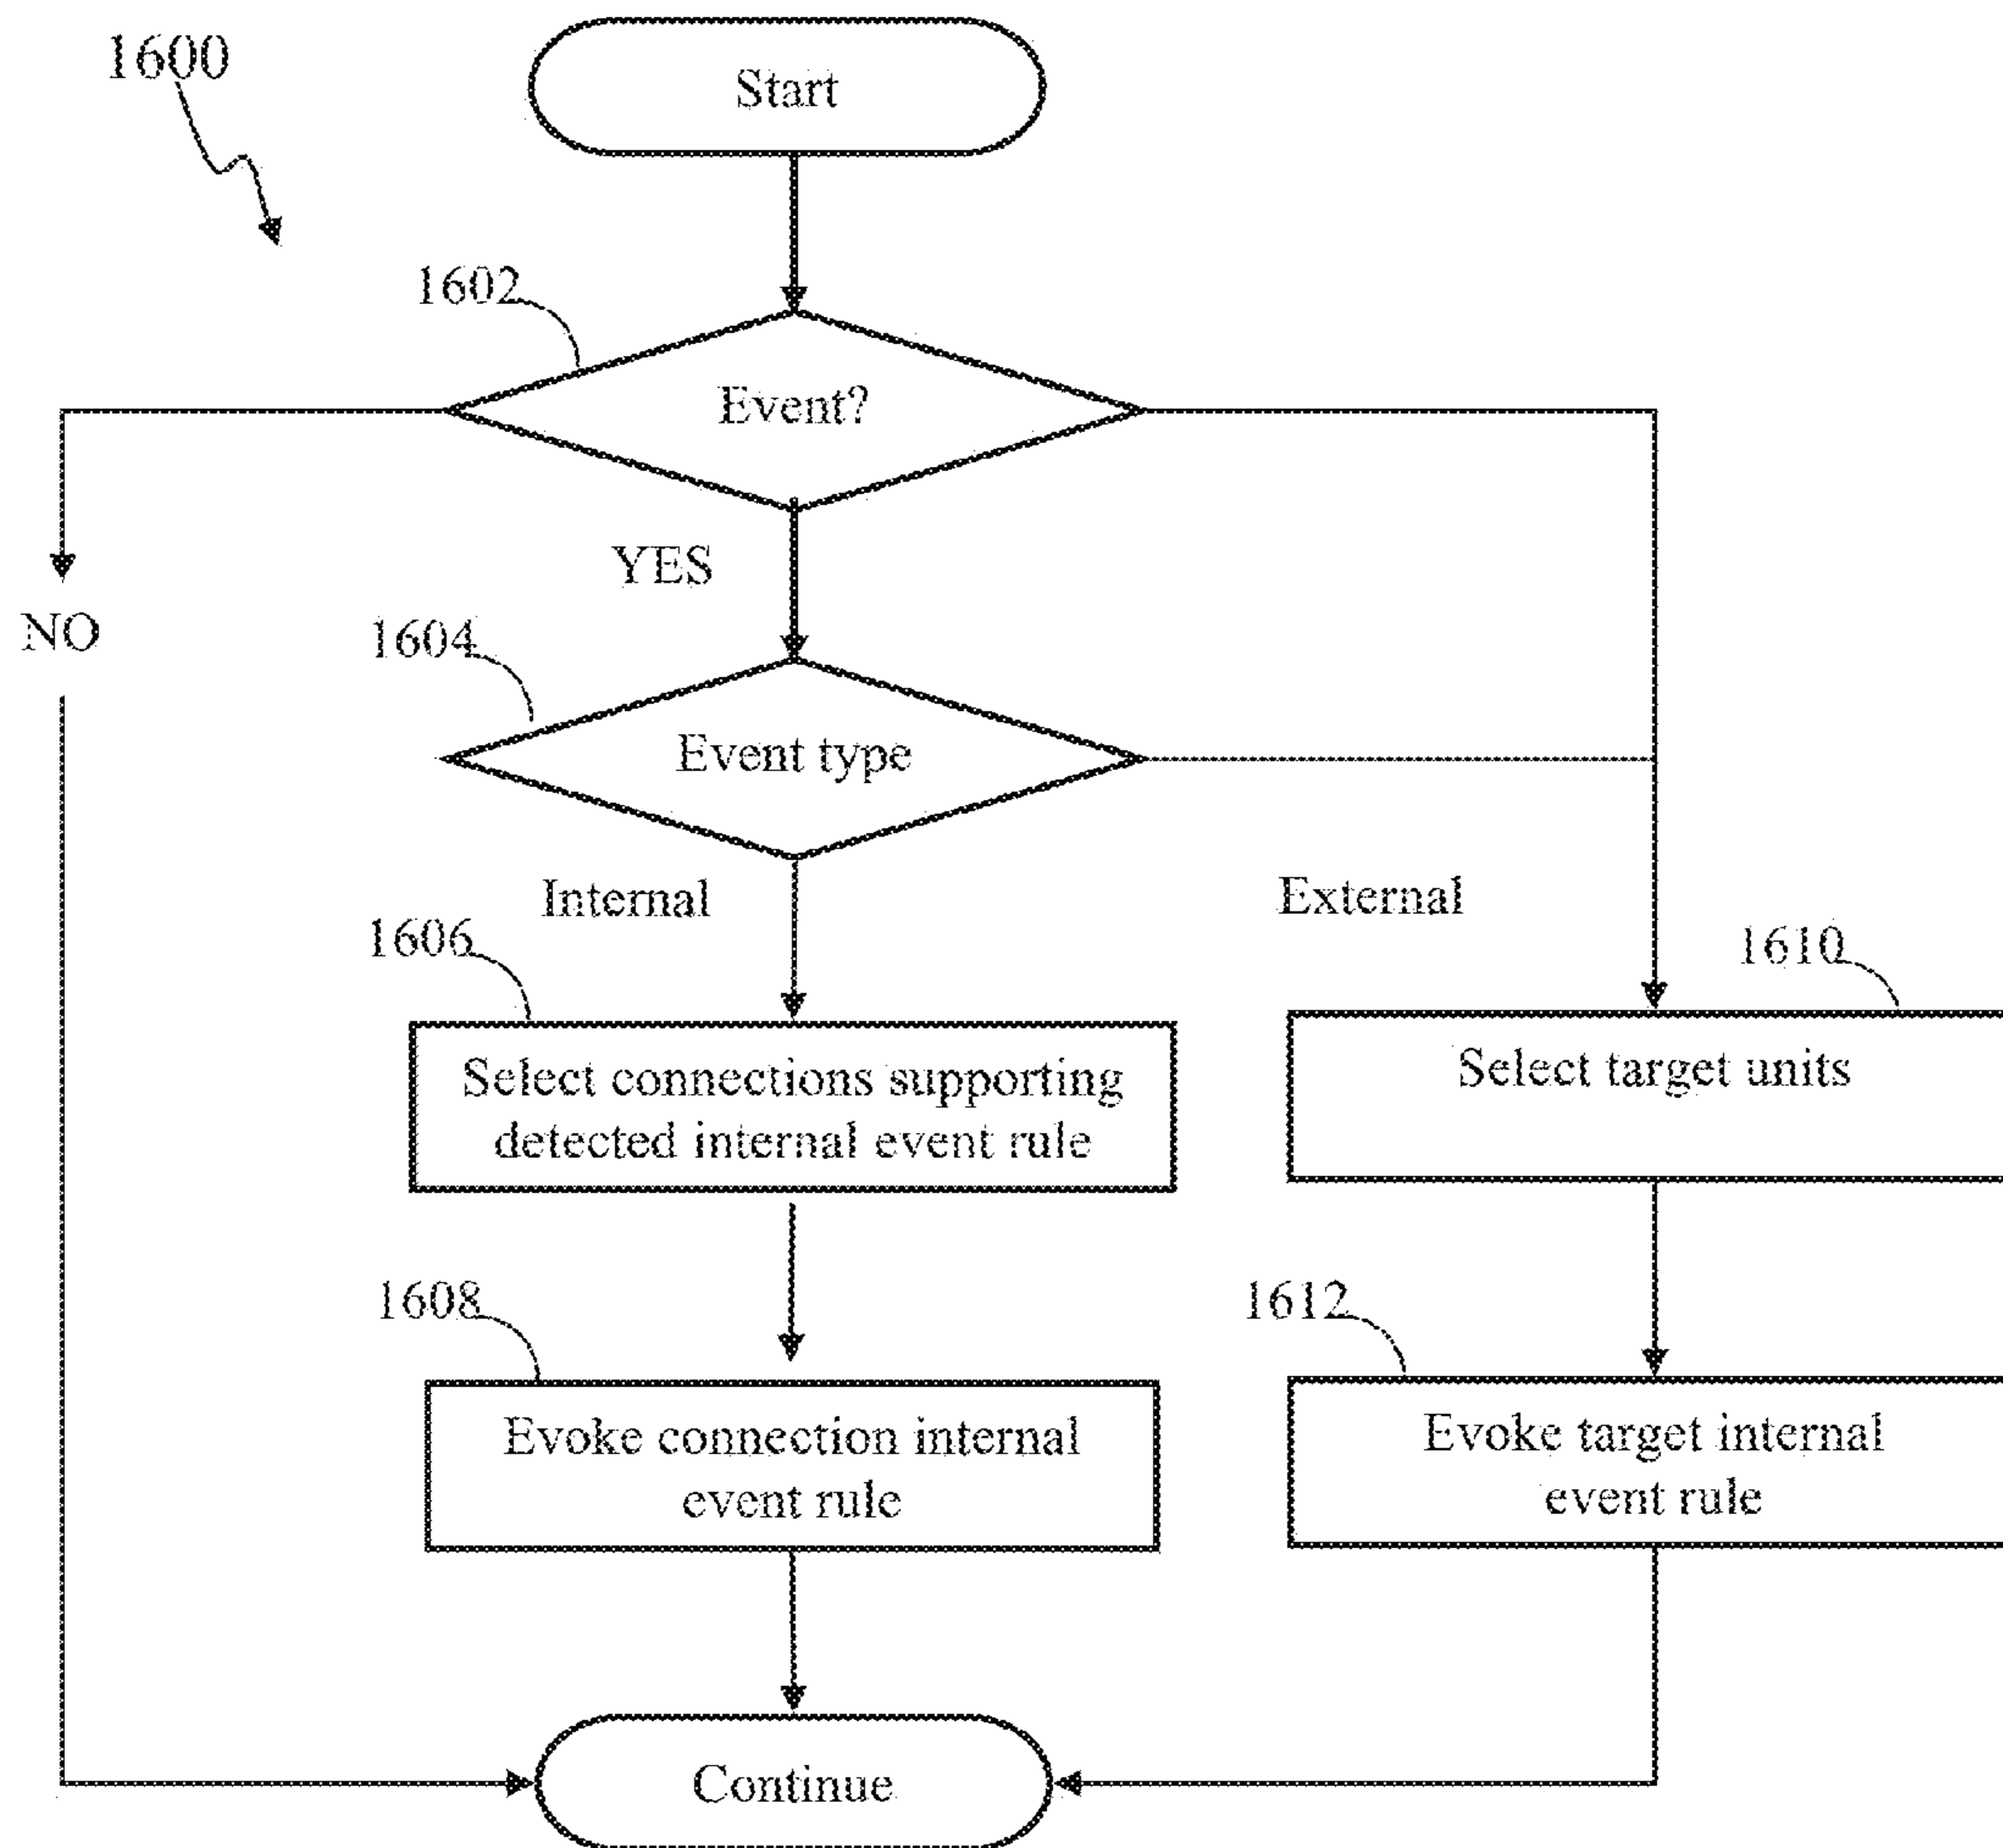 1600
Start
1602
Event?
YES
NO
1604
Event type
Internal
External
1606
1610
Select connections supporting
detected internal event rule
Select target units
1608
1612
Evoke connection internal
event rule
Evoke target internal
event rule
Continue